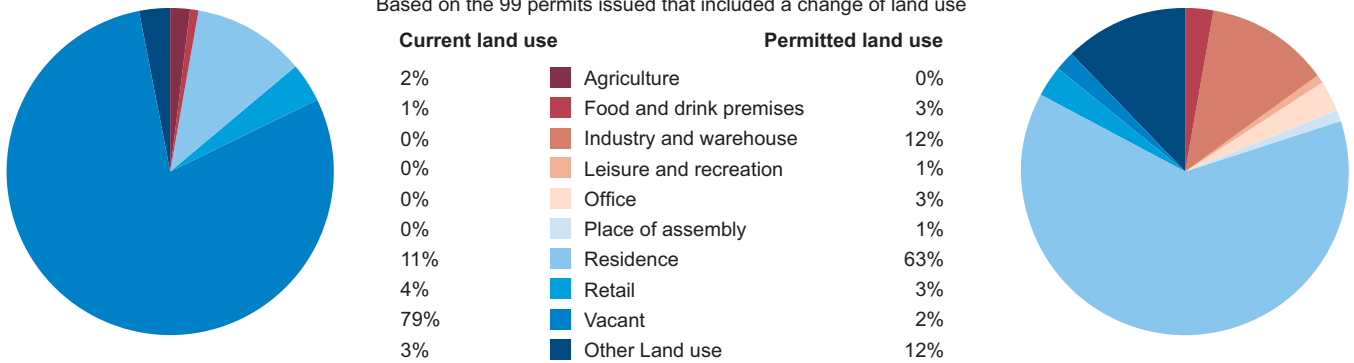 Based on the 99 permits issued that included a change of land use
Current land use Permitted land use
2% Agriculture 0%
1% Food and drink premises 3%
0% Industry and warehouse 12%
0% Leisure and recreation 1%
0% Office 3%
0% Place of assembly 1%
11% Residence 63%
4% Retail 3%
79% Vacant 2%
3% Other Land use 12%